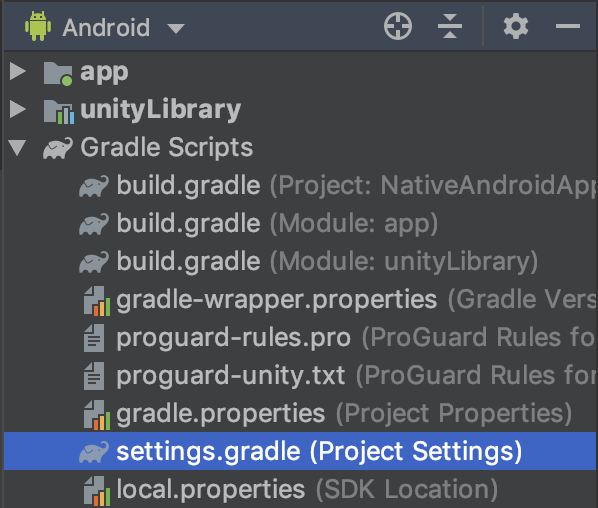 Android
app
unityLibrary
Gradle Scripts
build.gradle (Project: NativeAndroidApp
build.gradle (Module: app)
build.gradle (Module: unityLibrary)
gradle-wrapper.properties (Gradle Vers
proguard-rules.pro (ProGuard Rules fo
proguard-unity.txt (ProGuard Rules for
gradle.properties (Project Properties)
settings.gradle (Project Settings)
local.properties (SDK Location)